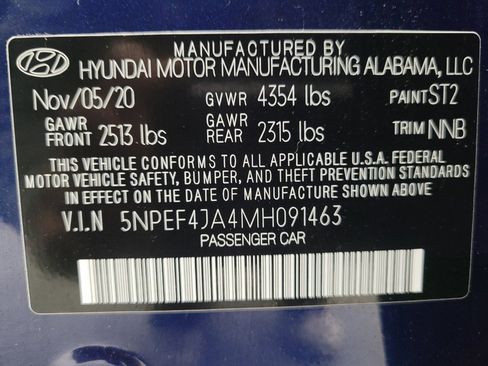 MANUFACTURED BY
HYUNDAI MOTOR MANUFACTURING ALABAMA, LLC
Nov/05/20 GVWR 4354 lbs PAINT ST2
GAWR FRONT 2513 lbs GAWR REAR 2315 lbs TRIM NNB
THIS VEHICLE CONFORMS TO ALL APPLICABLE U.S.A. FEDERAL
MOTOR VEHICLE SAFETY, BUMPER, AND THEFT PREVENTION STANDARDS
IN EFFECT ON THE DATE OF MANUFACTURE SHOWN ABOVE.
V.I.N 5NPEF4JA4MH091463
PASSENGER CAR